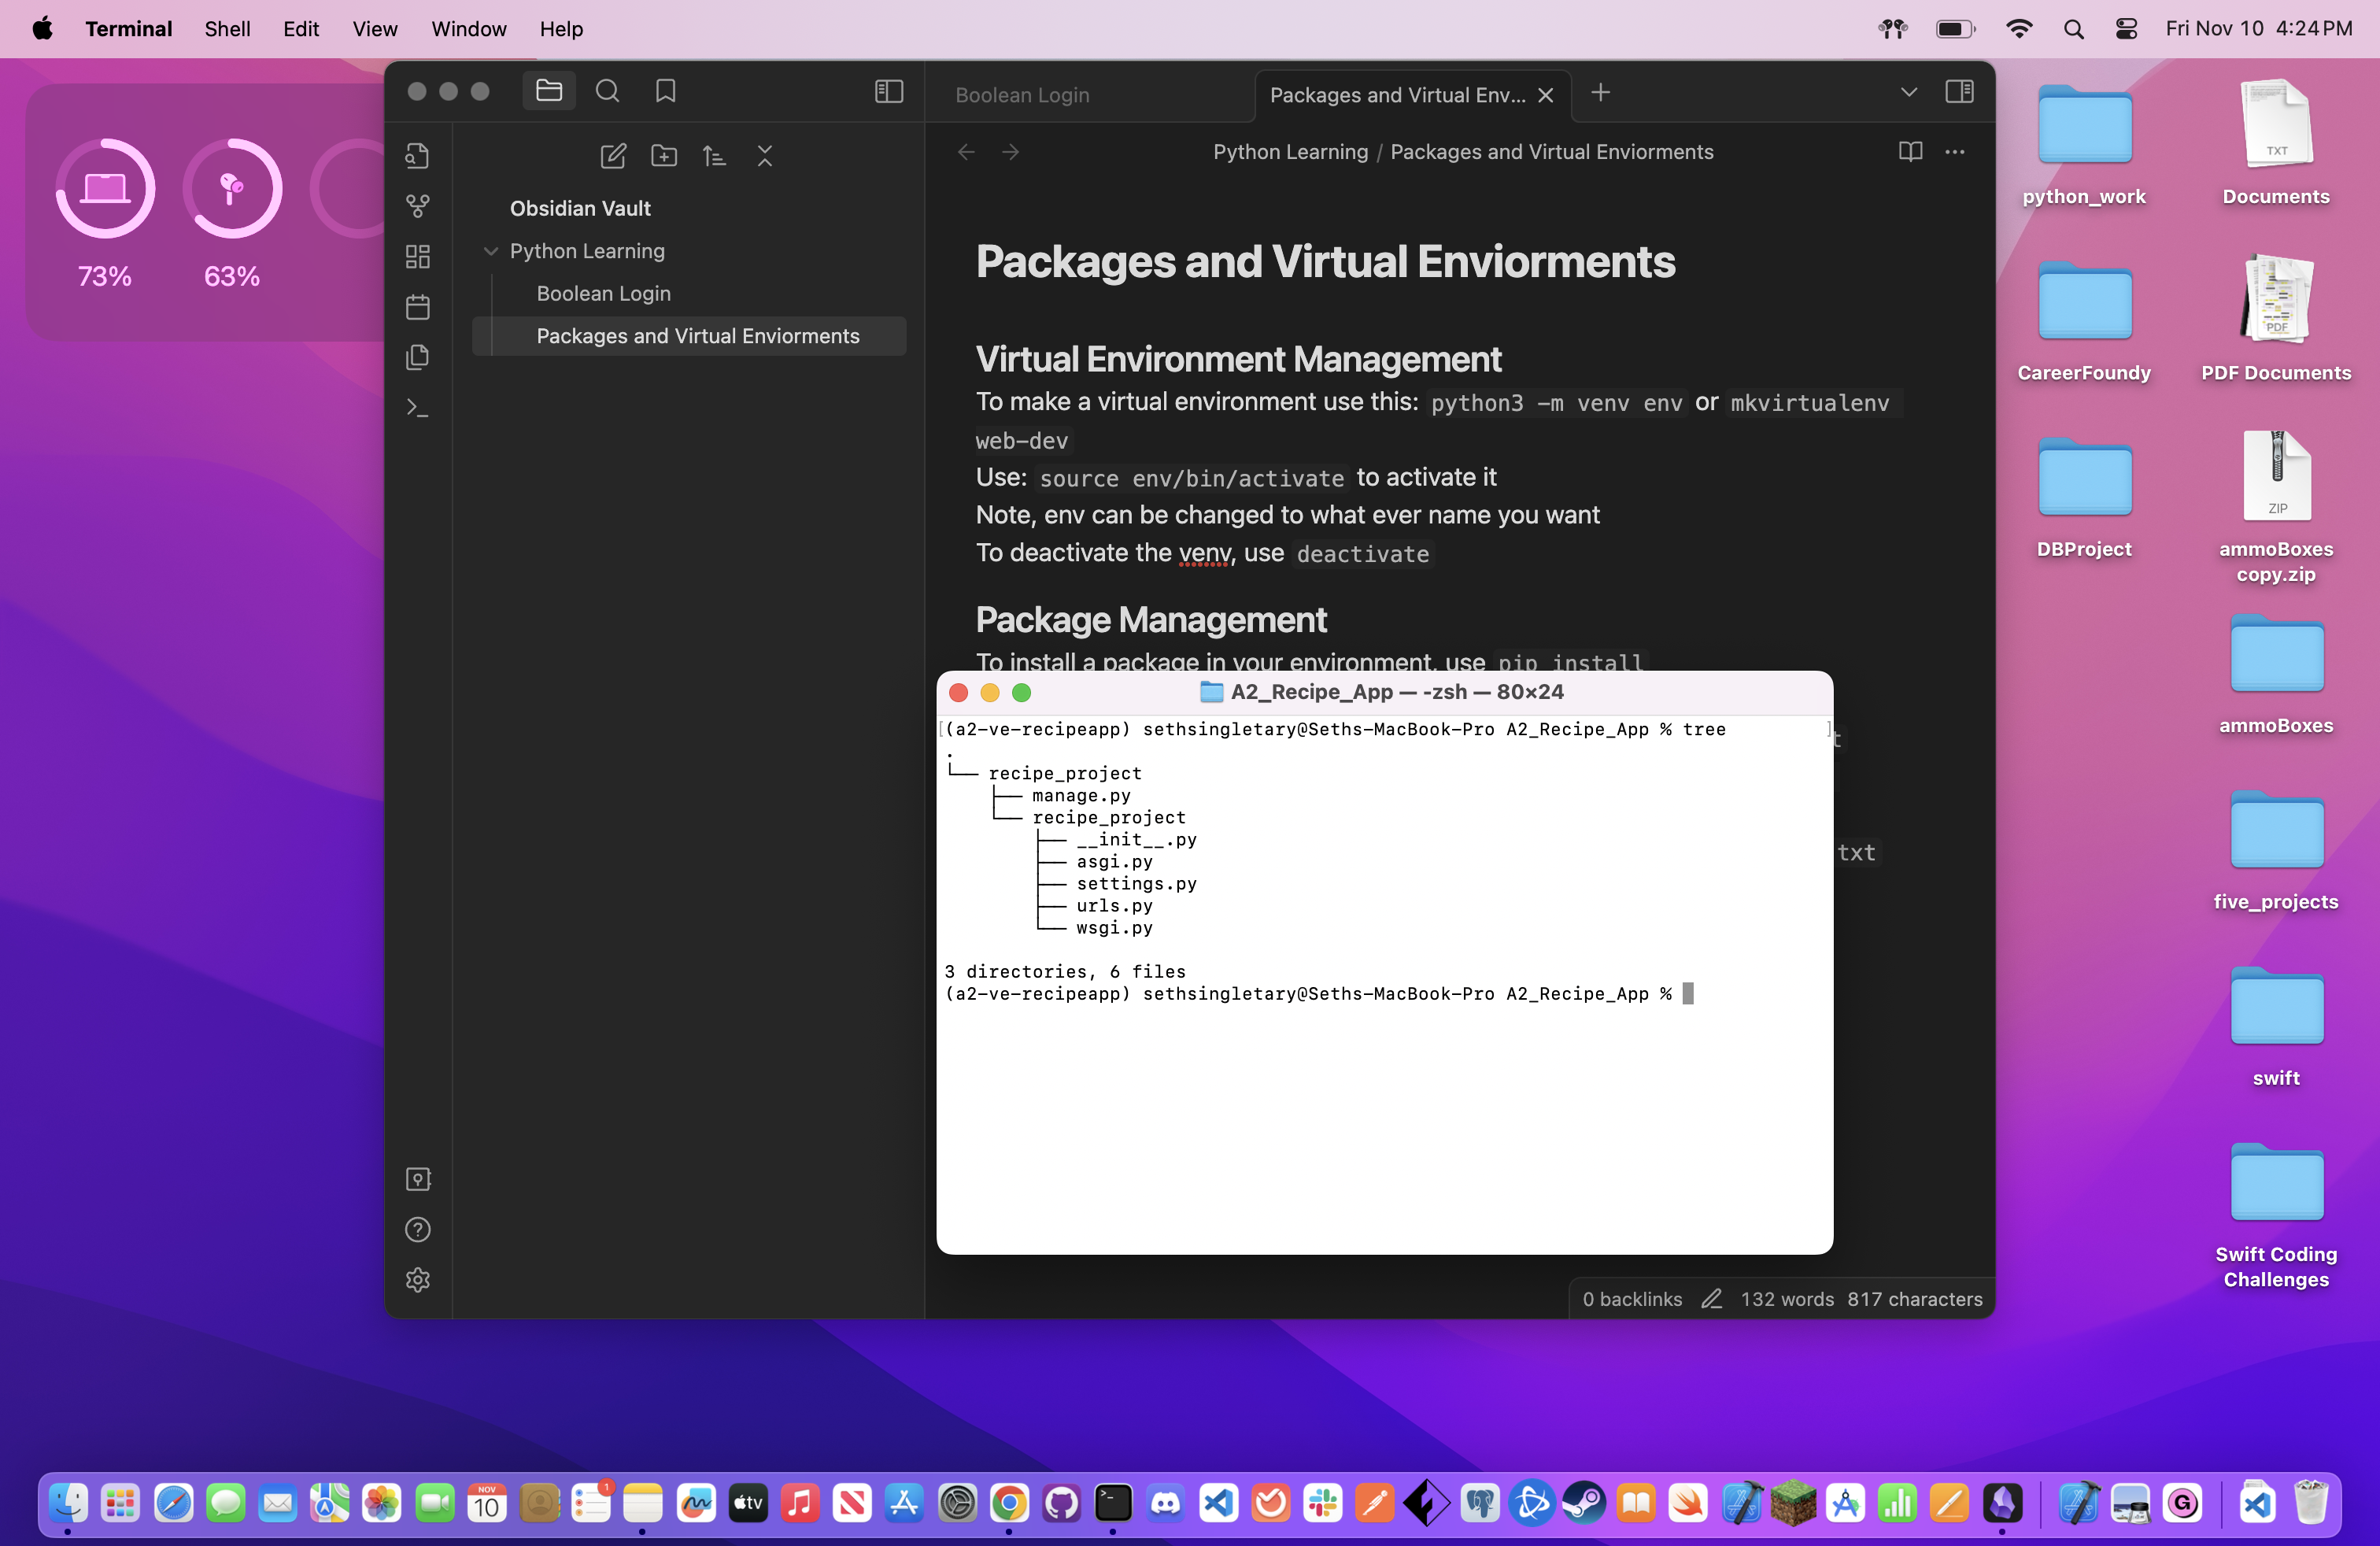 Terminal Shell Edit View Window Help Fri Nov 10 4:24 PM
73% 63%
Boolean Login
Packages and Virtual Env...
Python Learning / Packages and Virtual Enviorments
Obsidian Vault
Python Learning
Boolean Login
Packages and Virtual Enviorments
Packages and Virtual Enviorments
Virtual Environment Management
To make a virtual environment use this: python3 -m venv env or mkvirtualenv
web-dev
Use: source env/bin/activate to activate it
Note, env can be changed to what ever name you want
To deactivate the venv, use deactivate
Package Management
To install a package in your environment, use pip install
t
txt
A2_Recipe_App — -zsh — 80×24
(a2-ve-recipeapp) sethsingletary@Seths-MacBook-Pro A2_Recipe_App % tree
.
└── recipe_project
    ├── manage.py
    └── recipe_project
        ├── __init__.py
        ├── asgi.py
        ├── settings.py
        ├── urls.py
        └── wsgi.py
3 directories, 6 files
(a2-ve-recipeapp) sethsingletary@Seths-MacBook-Pro A2_Recipe_App %
0 backlinks 132 words 817 characters
python_work
TXT
Documents
CareerFoundy
PDF
PDF Documents
DBProject
ZIP
ammoBoxes
copy.zip
ammoBoxes
five_projects
swift
Swift Coding
Challenges
NOV
10
1
tv
G